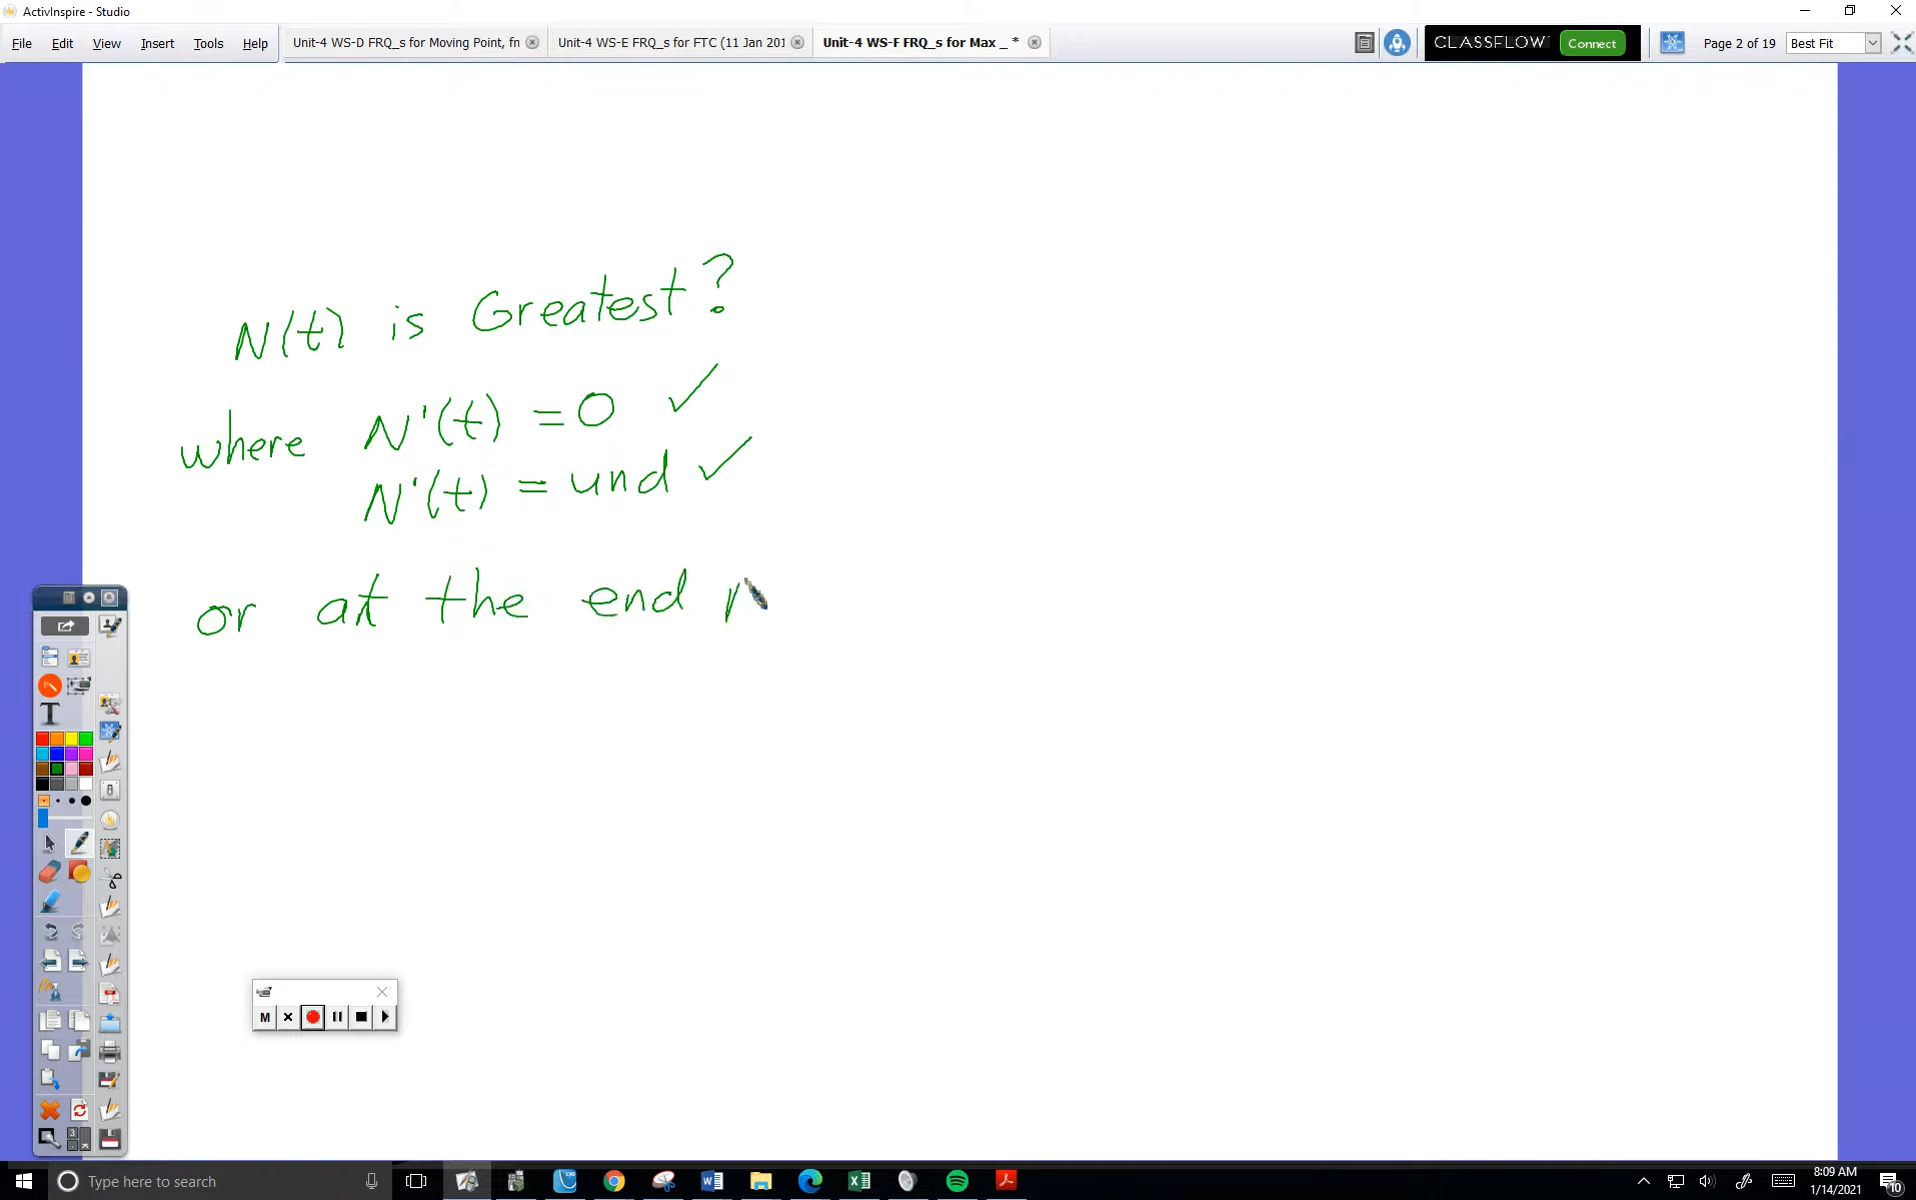 ActivInspire - Studio
File Edit View Insert Tools Help
Unit-4 WS-D FRQ_s for Moving Point, fn
Unit-4 WS-E FRQ_s for FTC (11 Jan 201
Unit-4 WS-F FRQ_s for Max _ *
CLASSFLOW Connect
Page 2 of 19
Best Fit
N(t) is Greatest?
where N'(t) = 0 ✓
N'(t) = und ✓
or at the end
T
M
Type here to search
8:09 AM
1/14/2021
10